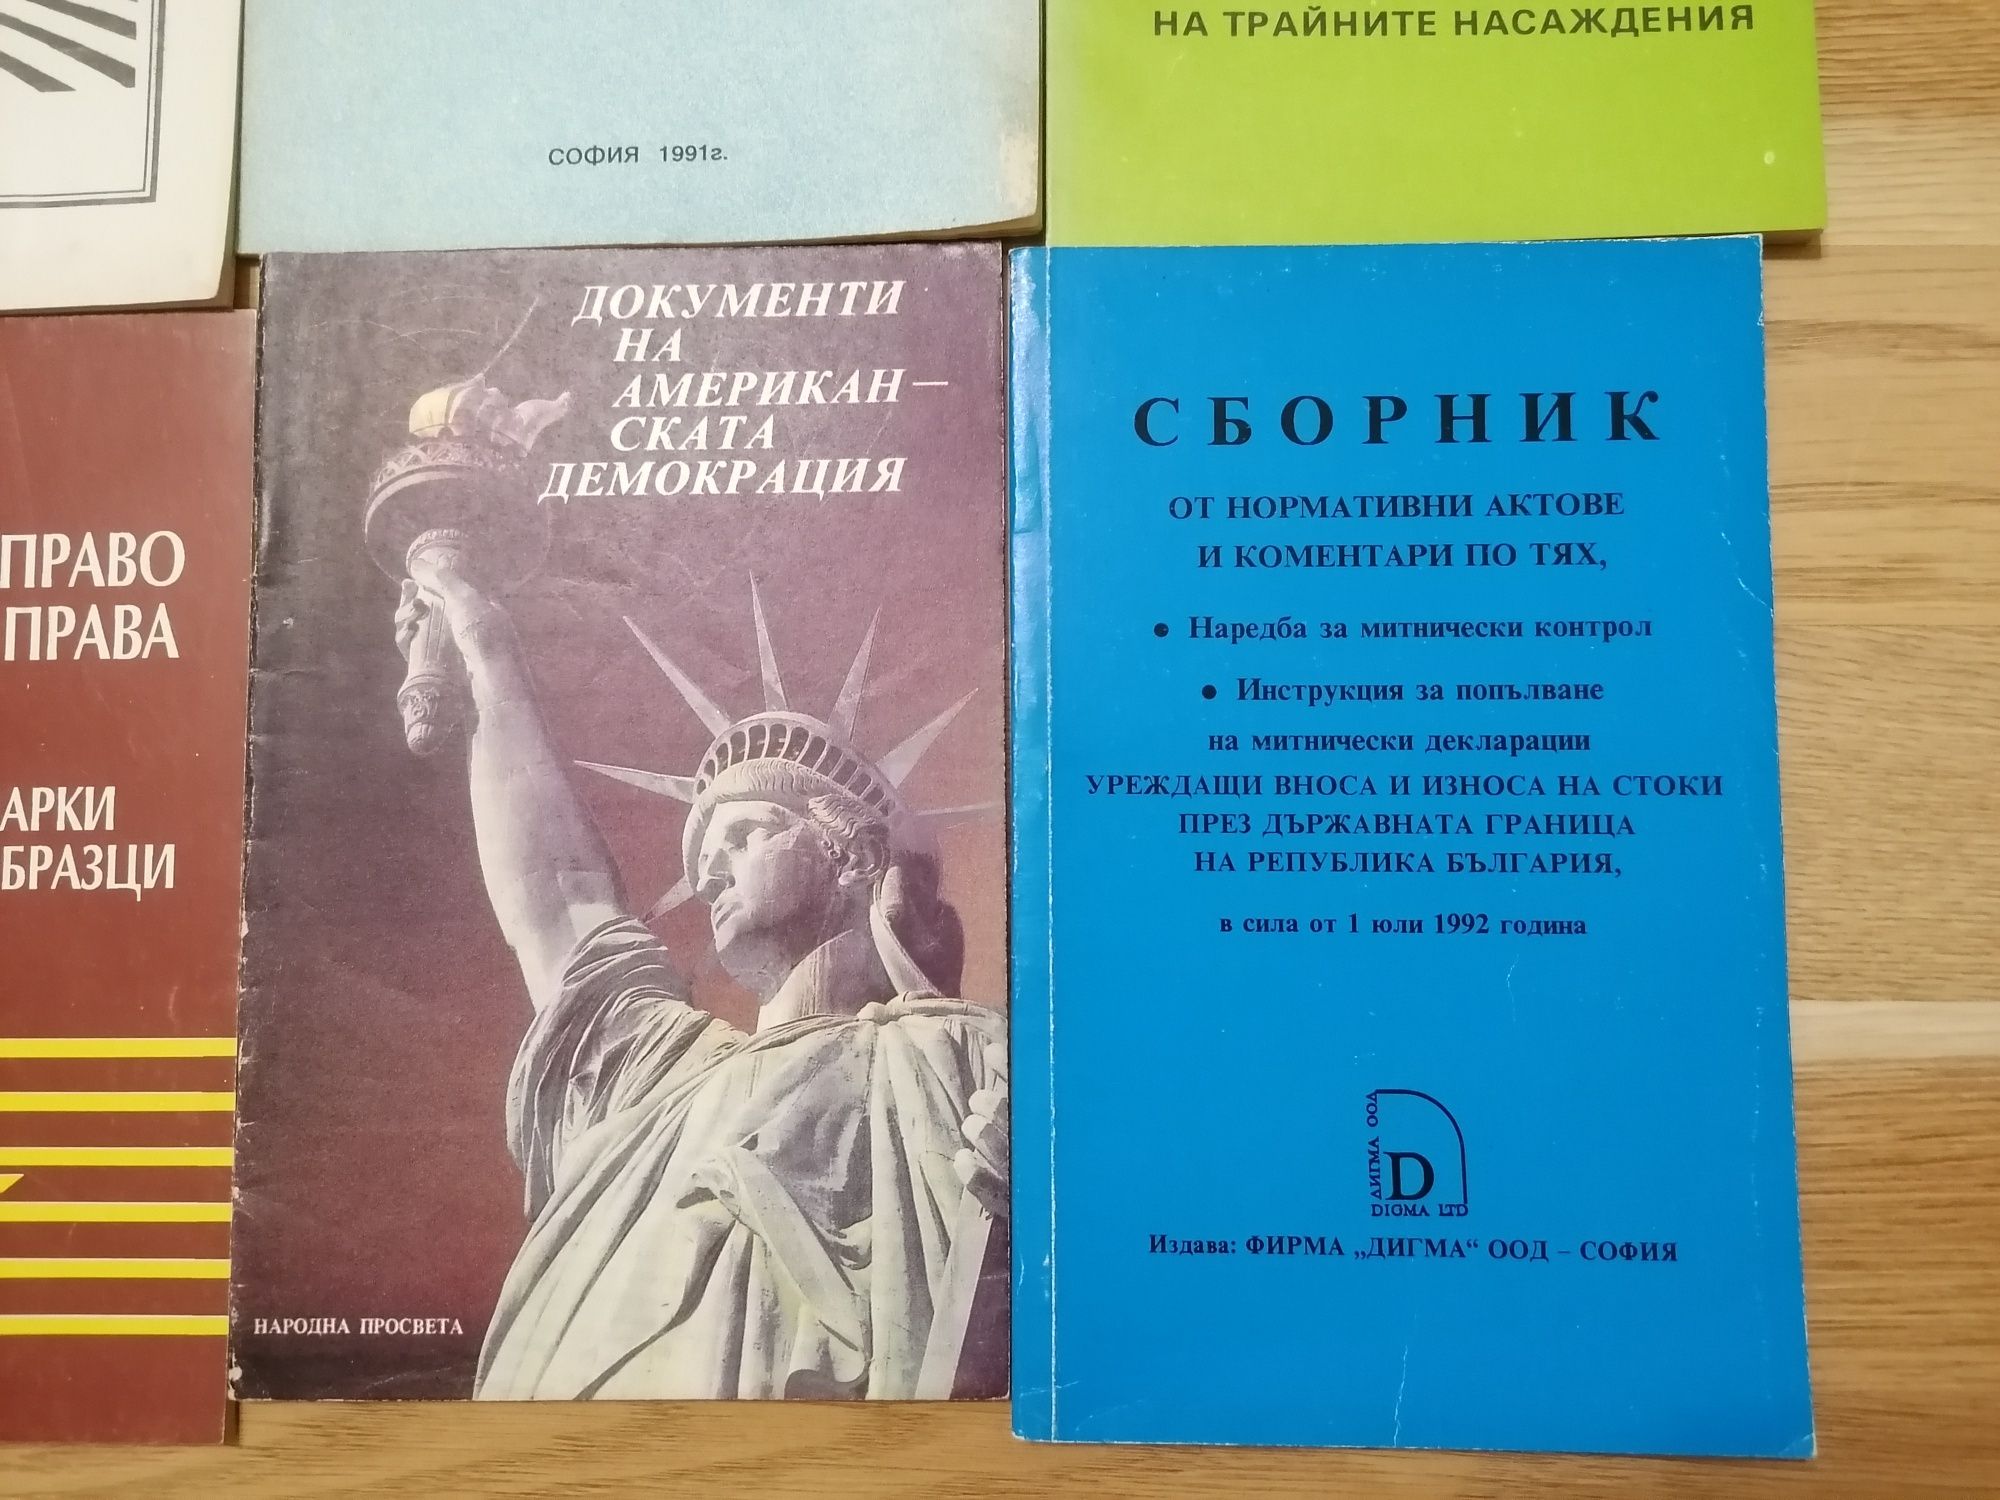 НА ТРАЙНИТЕ НАСАЖДЕНИЯ
СОФИЯ 1991г.
ПРАВО
ПРАВА
ДОКУМЕНТИ
НА
АМЕРИКАН—
СКАТА
ДЕМОКРАЦИЯ
НАРОДНА ПРОСВЕТА
СБОРНИК
ОТ НОРМАТИВНИ АКТОВЕ
И КОМЕНТАРИ ПО ТЯХ,
● Наредба за митнически контрол
● Инструкция за попълване
на митнически декларации
УРЕЖДАЩИ ВНОСА И ИЗНОСА НА СТОКИ
ПРЕЗ ДЪРЖАВНАТА ГРАНИЦА
НА РЕПУБЛИКА БЪЛГАРИЯ,
в сила от 1 юли 1992 година
ДИГМА ООД
D
DIGMA LTD
Издава: ФИРМА „ДИГМА“ ООД – СОФИЯ